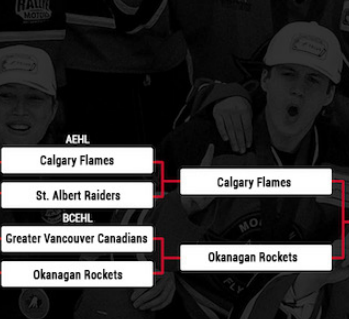 AEHL
Calgary Flames
St. Albert Raiders
Calgary Flames
BCEHL
Greater Vancouver Canadians
Okanagan Rockets
Okanagan Rockets